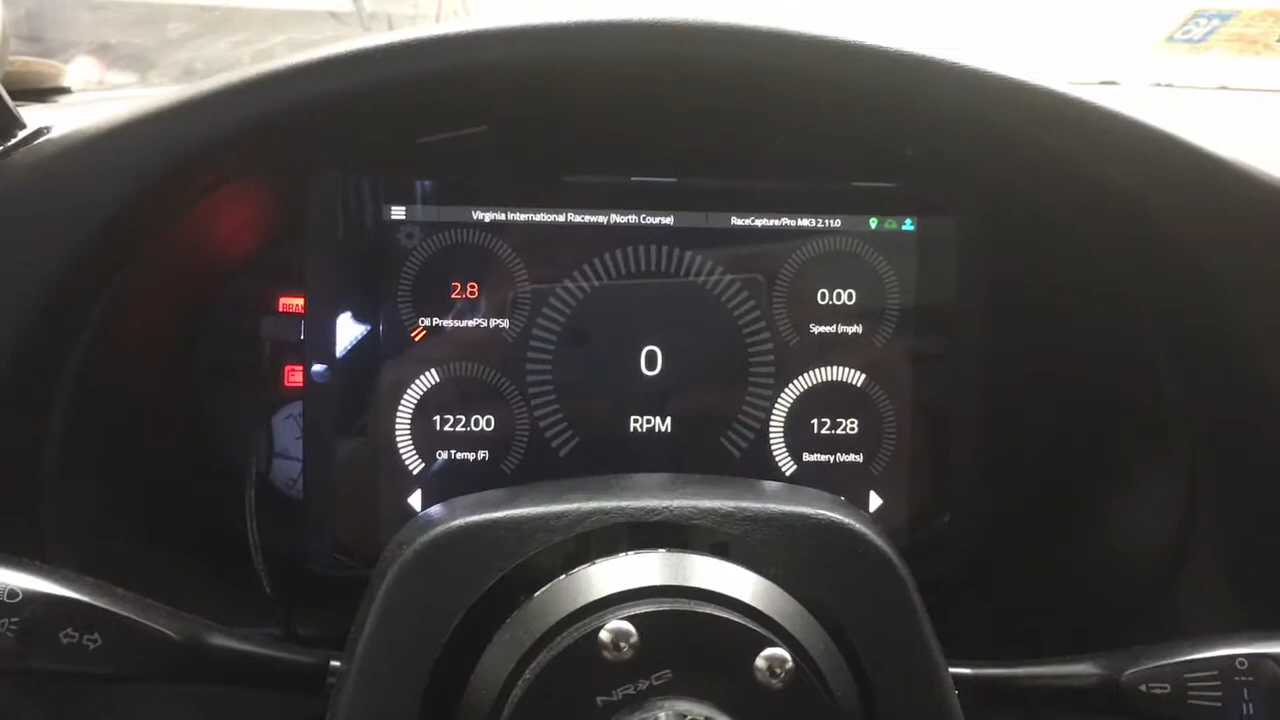 Virginia International Raceway (North Course) RaceCapture/Pro MK3 2.11.0
2.8
Oil PressurePSI (PSI)
0.00
Speed (mph)
0
RPM
122.00
Oil Temp (F)
12.28
Battery (Volts)
NRG